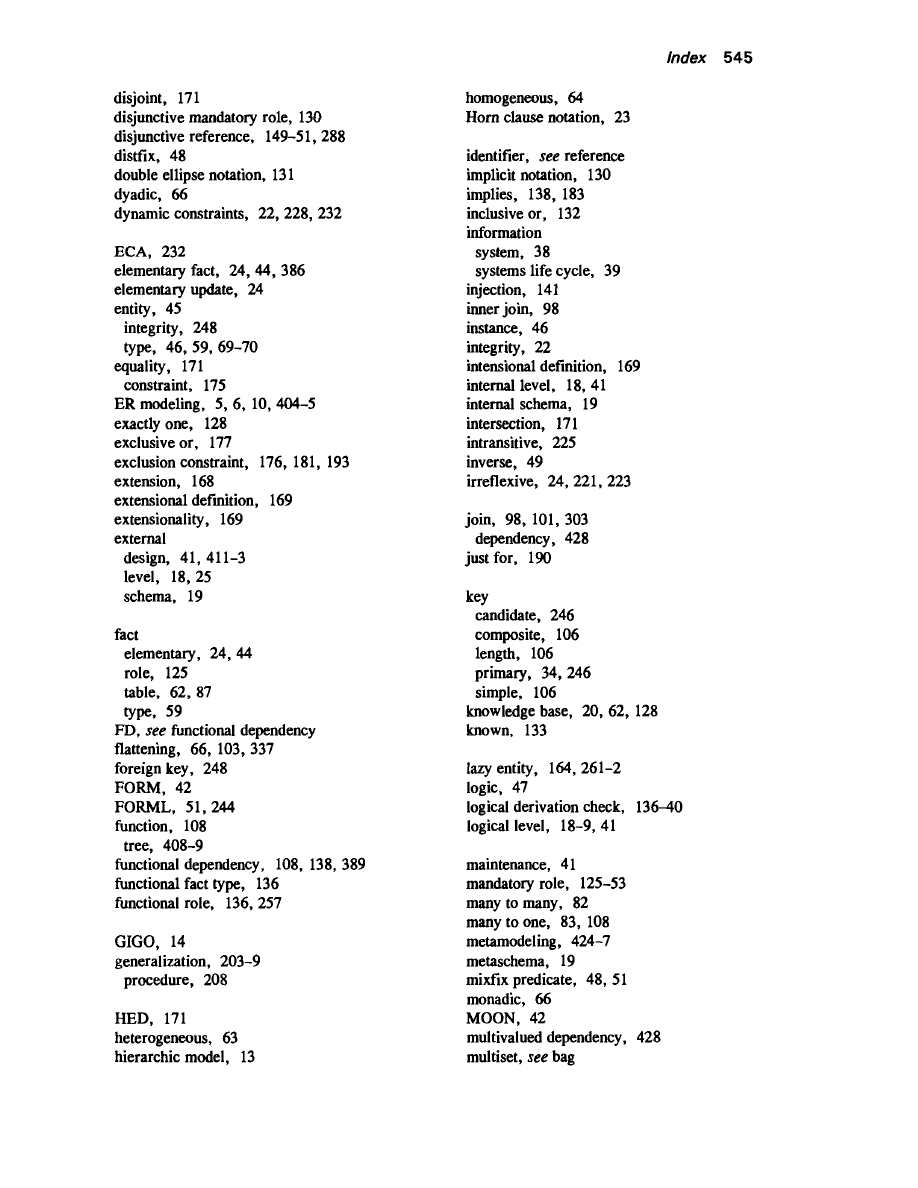 Index 545
disjoint, 171
disjunctive mandatory role, 130
disjunctive reference, 149–51, 288
distfix, 48
double ellipse notation, 131
dyadic, 66
dynamic constraints, 22, 228, 232
ECA, 232
elementary fact, 24, 44, 386
elementary update, 24
entity, 45
integrity, 248
type, 46, 59, 69–70
equality, 171
constraint, 175
ER modeling, 5, 6, 10, 404–5
exactly one, 128
exclusive or, 177
exclusion constraint, 176, 181, 193
extension, 168
extensional definition, 169
extensionality, 169
external
design, 41, 411–3
level, 18, 25
schema, 19
fact
elementary, 24, 44
role, 125
table, 62, 87
type, 59
FD, see functional dependency
flattening, 66, 103, 337
foreign key, 248
FORM, 42
FORML, 51, 244
function, 108
tree, 408–9
functional dependency, 108, 138, 389
functional fact type, 136
functional role, 136, 257
GIGO, 14
generalization, 203–9
procedure, 208
HED, 171
heterogeneous, 63
hierarchic model, 13
homogeneous, 64
Horn clause notation, 23
identifier, see reference
implicit notation, 130
implies, 138, 183
inclusive or, 132
information
system, 38
systems life cycle, 39
injection, 141
inner join, 98
instance, 46
integrity, 22
intensional definition, 169
internal level, 18, 41
internal schema, 19
intersection, 171
intransitive, 225
inverse, 49
irreflexive, 24, 221, 223
join, 98, 101, 303
dependency, 428
just for, 190
key
candidate, 246
composite, 106
length, 106
primary, 34, 246
simple, 106
knowledge base, 20, 62, 128
known, 133
lazy entity, 164, 261–2
logic, 47
logical derivation check, 136–40
logical level, 18–9, 41
maintenance, 41
mandatory role, 125–53
many to many, 82
many to one, 83, 108
metamodeling, 424–7
metaschema, 19
mixfix predicate, 48, 51
monadic, 66
MOON, 42
multivalued dependency, 428
multiset, see bag